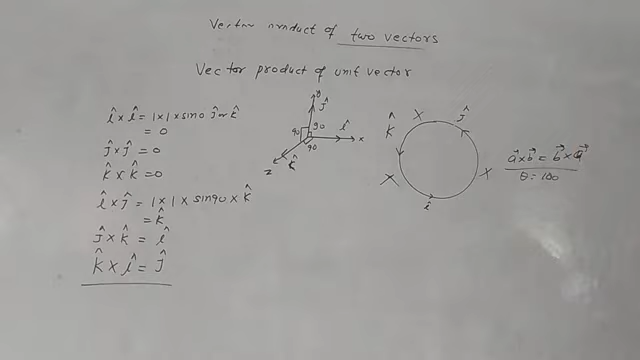 Vector product of two vectors
Vector product of unit vector
î × î = 1×1×sin0 ĵ or k̂
= 0
ĵ × ĵ = 0
k̂ × k̂ = 0
î × ĵ = 1×1×sin90 × k̂
= k̂
ĵ × k̂ = î
k̂ × î = ĵ
y
ĵ
90
90
î
x
90
k̂
z
k̂
×
ĵ
×
×
î
a⃗×b⃗ = b⃗×a⃗
θ = 180